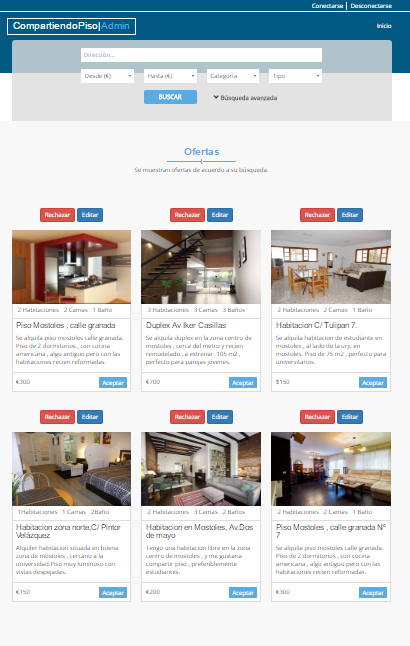 Conectarse | Desconectarse
CompartiendoPiso|Admin
Inicio
Dirección...
Desde (€) Hasta (€) Categoría Tipo
BUSCAR Búsqueda avanzada
Ofertas
Se muestran ofertas de acuerdo a su búsqueda.
Rechazar Editar Rechazar Editar Rechazar Editar
2 Habitaciones 2 Camas 1 Baño
Piso Mostoles , calle granada
Se alquila piso mostoles calle granada.
Piso de 2 dormitorios , con cocina
americana , algo antiguo pero con las
habitaciones recien reformadas.
€300 Aceptar
3 Habitaciones 3 Camas 3 Baños
Duplex Av Iker Casillas
Se alquila duplex en la zona centro de
mostoles , cerca del metro y recien
remodelado , a estrenar. 105 m2 ,
perfecto para parejas jóvenes.
€700 Aceptar
2 Habitaciones 2 Camas 1 Baño
Habitacion C/ Tulipan 7.
Se alquila habitacion de estudiante en
mostoles , al lado de la urjc en
mostoles. Piso de 75 m2 , perfecto para
universitarios.
$150 Aceptar
Rechazar Editar Rechazar Editar Rechazar Editar
1Habitaciones 1 Camas 2Baño
Habitacion zona norte,C/ Pintor
Velázquez
Alquiler habitacion situada en buena
zona de móstoles , cercano a la
universidad.Piso muy luminoso con
vistas despejadas.
€150 Aceptar
3 Habitaciones 3 Camas 2 Baños
Habitacion en Mostoles, Av.Dos
de mayo
Tengo una habitacion libre en la zona
centro de mostoles , y me gustaria
compartir piso , preferiblemente
estudiantes.
€200 Aceptar
2 Habitaciones 2 Camas 1 Baño
Piso Mostoles , calle granada Nº
7
Se alquila piso mostoles calle granada.
Piso de 2 dormitorios , con cocina
americana , algo antiguo pero con las
habitaciones recien reformadas.
€300 Aceptar